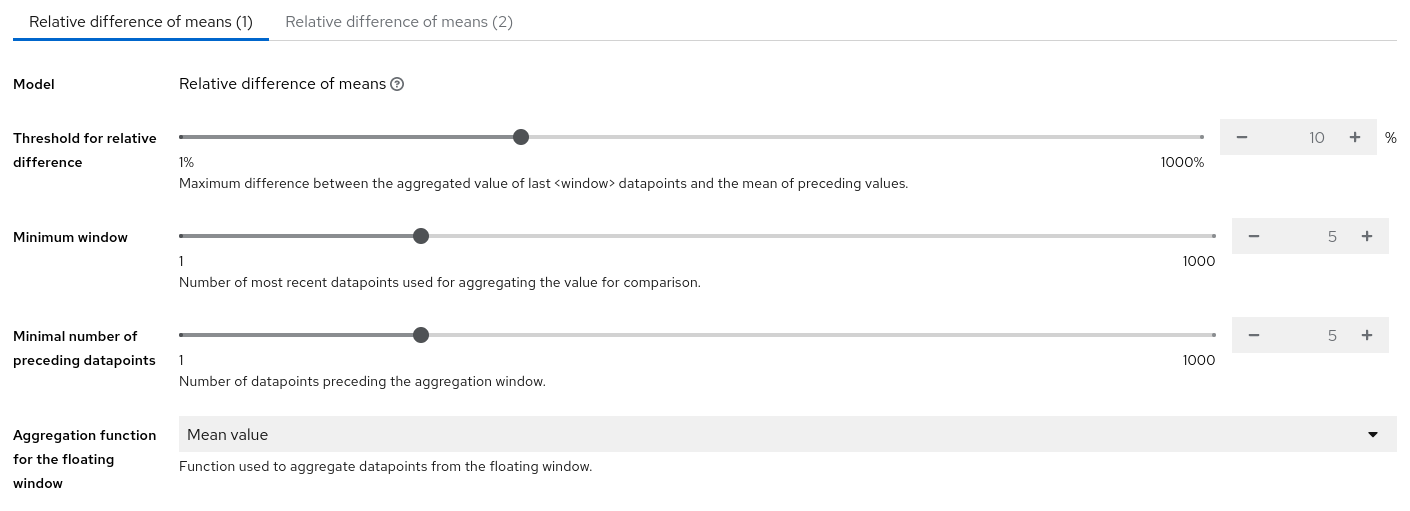 Relative difference of means (1) Relative difference of means (2)
Model Relative difference of means
Threshold for relative
difference
10 %
1% 1000%
Maximum difference between the aggregated value of last <window> datapoints and the mean of preceding values.
Minimum window 5
1 1000
Number of most recent datapoints used for aggregating the value for comparison.
Minimal number of
preceding datapoints
5
1 1000
Number of datapoints preceding the aggregation window.
Aggregation function
for the floating
window
Mean value
Function used to aggregate datapoints from the floating window.